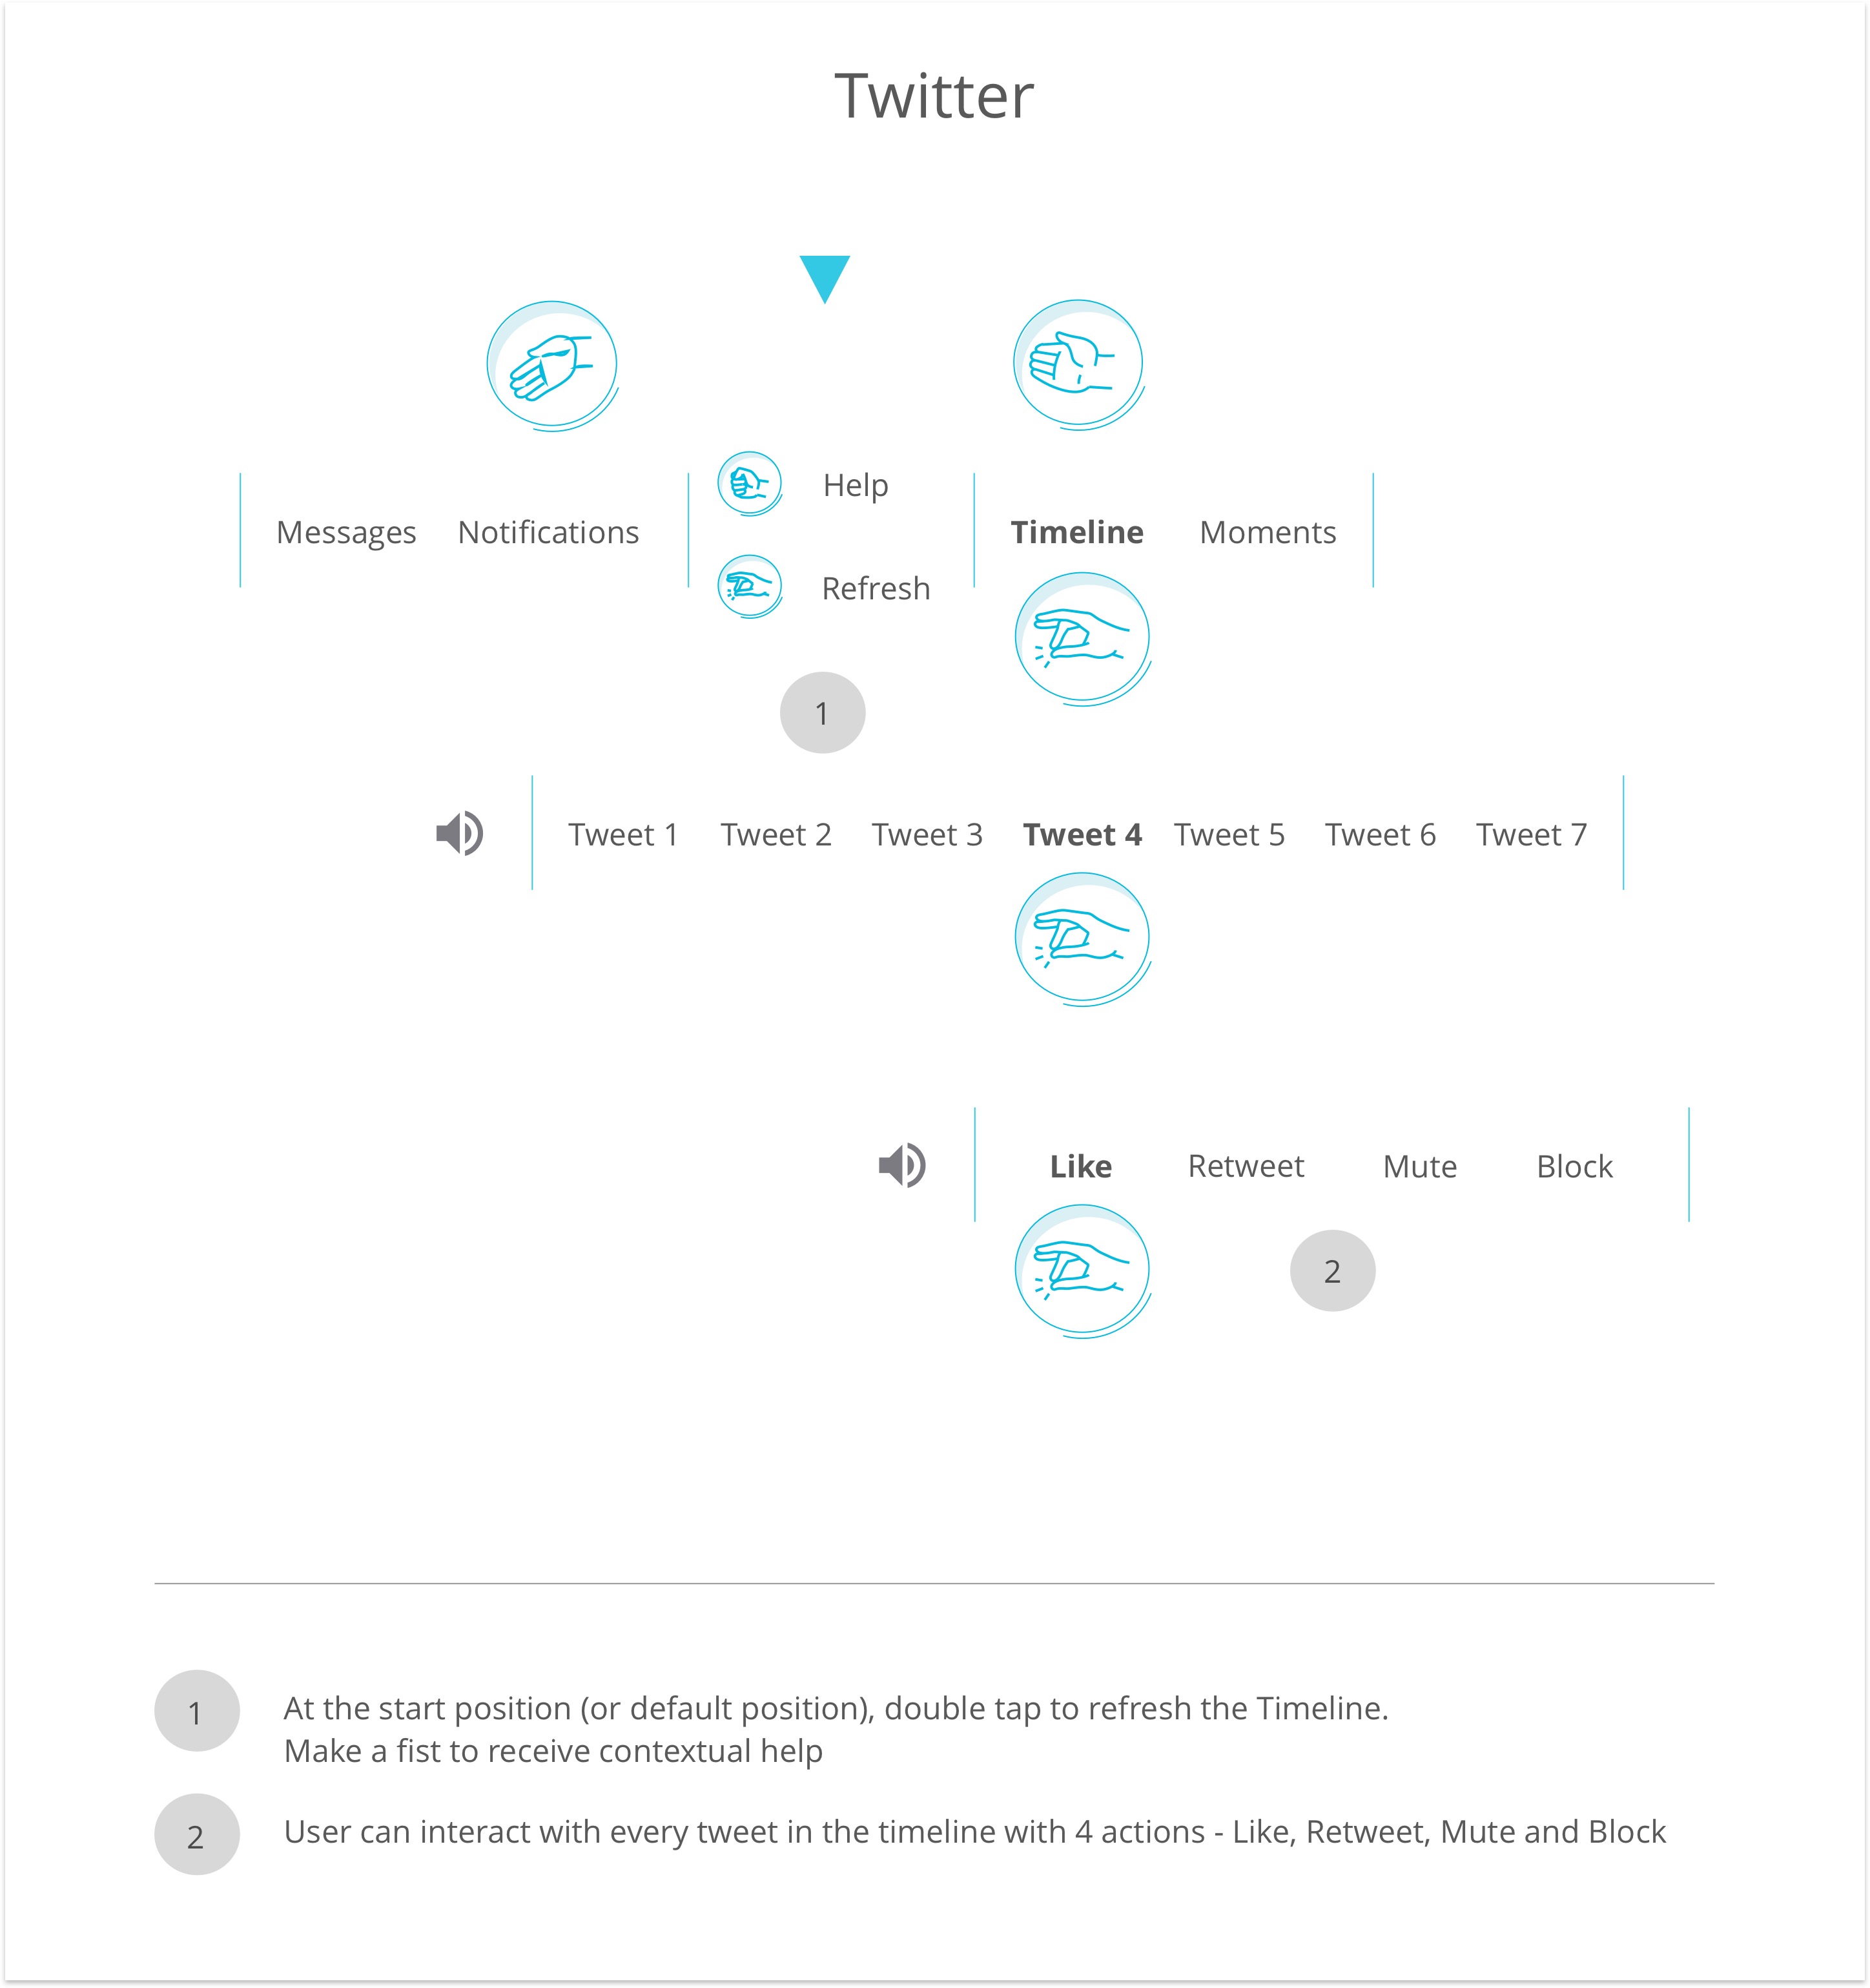 Twitter
Help
Messages Notifications Timeline Moments
Refresh
1
Tweet 1 Tweet 2 Tweet 3 Tweet 4 Tweet 5 Tweet 6 Tweet 7
Like Retweet Mute Block
2
1 At the start position (or default position), double tap to refresh the Timeline.
Make a fist to receive contextual help
2 User can interact with every tweet in the timeline with 4 actions - Like, Retweet, Mute and Block